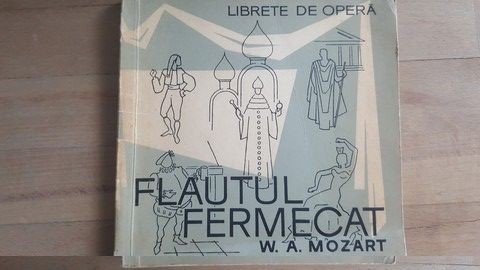 LIBRETE DE OPERĂ
FLAUTUL
FERMECAT
W. A. MOZART